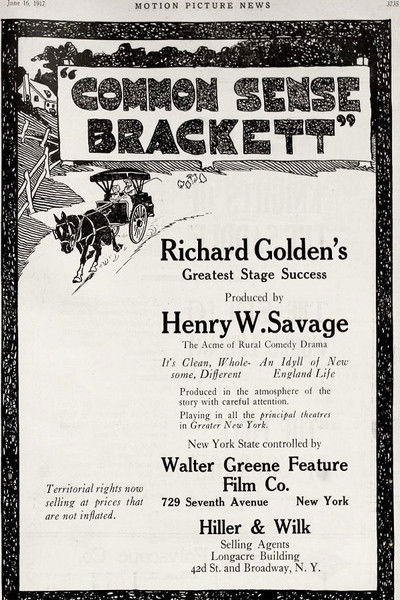 June 16, 1917
MOTION PICTURE NEWS
3735
"COMMON SENSE
BRACKETT"
Richard Golden's
Greatest Stage Success
Produced by
Henry W. Savage
The Acme of Rural Comedy Drama
It's Clean, Whole-
some, Different
An Idyll of New
England Life
Produced in the atmosphere of the
story with careful attention.
Playing in all the principal theatres
in Greater New York.
New York State controlled by
Walter Greene Feature
Film Co.
729 Seventh Avenue New York
Territorial rights now
selling at prices that
are not inflated.
Hiller & Wilk
Selling Agents
Longacre Building
42d St. and Broadway, N. Y.